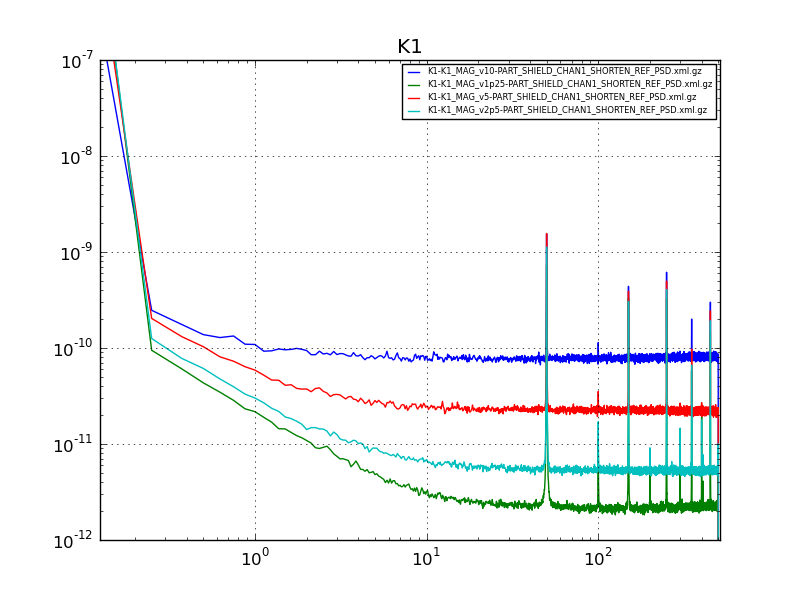 K1
K1-K1_MAG_v10-PART_SHIELD_CHAN1_SHORTEN_REF_PSD.xml.gz
K1-K1_MAG_v1p25-PART_SHIELD_CHAN1_SHORTEN_REF_PSD.xml.gz
K1-K1_MAG_v5-PART_SHIELD_CHAN1_SHORTEN_REF_PSD.xml.gz
K1-K1_MAG_v2p5-PART_SHIELD_CHAN1_SHORTEN_REF_PSD.xml.gz
10^-7
10^-8
10^-9
10^-10
10^-11
10^-12
10^0 10^1 10^2